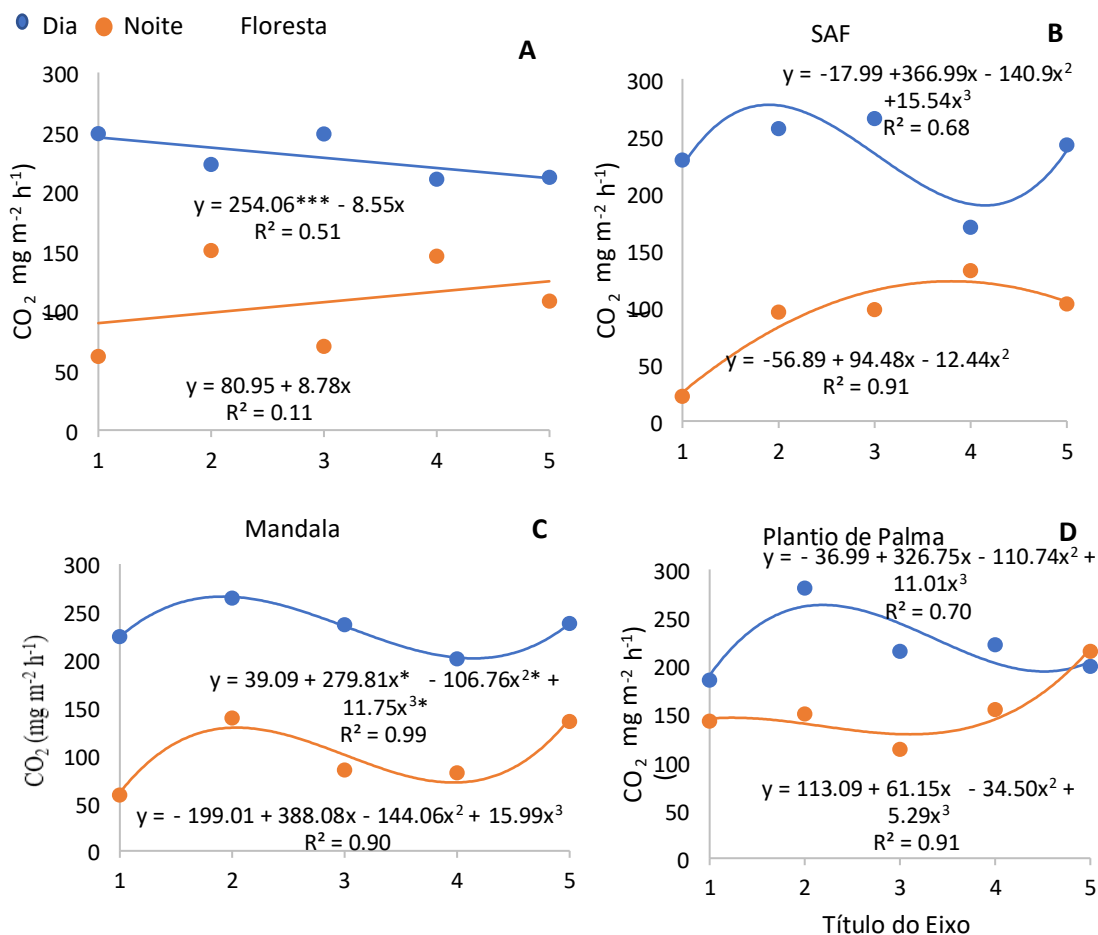 Dia Noite Floresta
A
300
250
200
150
100
50
0
CO₂ mg m⁻² h⁻¹)
y = 254.06*** - 8.55x
R² = 0.51
y = 80.95 + 8.78x
R² = 0.11
1 2 3 4 5
SAF
B
y = -17.99 +366.99x - 140.9x²
+15.54x³
R² = 0.68
300
250
200
150
100
50
0
CO₂ mg m⁻² h⁻¹)
y = -56.89 + 94.48x - 12.44x²
R² = 0.91
1 2 3 4 5
Mandala
C
300
250
200
150
100
50
0
CO₂ (mg m⁻² h⁻¹)
y = 39.09 + 279.81x* - 106.76x²* +
11.75x³*
R² = 0.99
y = - 199.01 + 388.08x - 144.06x² + 15.99x³
R² = 0.90
1 2 3 4 5
Plantio de Palma
D
y = - 36.99 + 326.75x - 110.74x² +
11.01x³
R² = 0.70
300
250
200
150
100
50
0
CO₂ mg m⁻² h⁻¹)
(
y = 113.09 + 61.15x - 34.50x² +
5.29x³
R² = 0.91
1 2 3 4 5
Título do Eixo